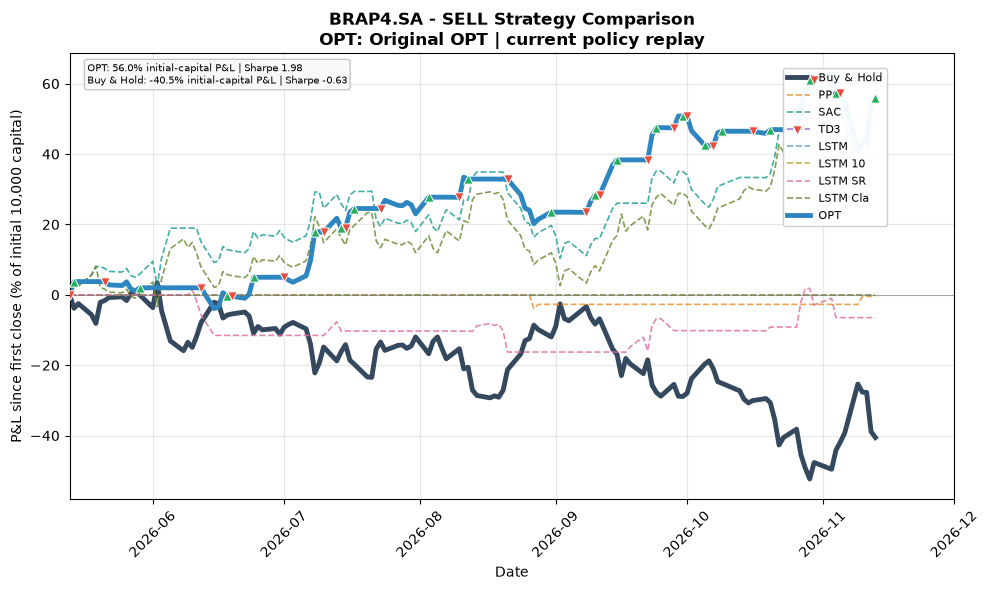 BRAP4.SA - SELL Strategy Comparison
OPT: Original OPT | current policy replay
OPT: 56.0% initial-capital P&L | Sharpe 1.98
Buy & Hold: -40.5% initial-capital P&L | Sharpe -0.63
Buy & Hold
SAC
TD3
LSTM
LSTM 10
LSTM SR
LSTM Cla
OPT
P&L since first close (% of initial 10,000 capital)
60
40
20
0
−20
−40
2026-06
2026-07
2026-08
2026-09
2026-10
2026-11
2026-12
Date